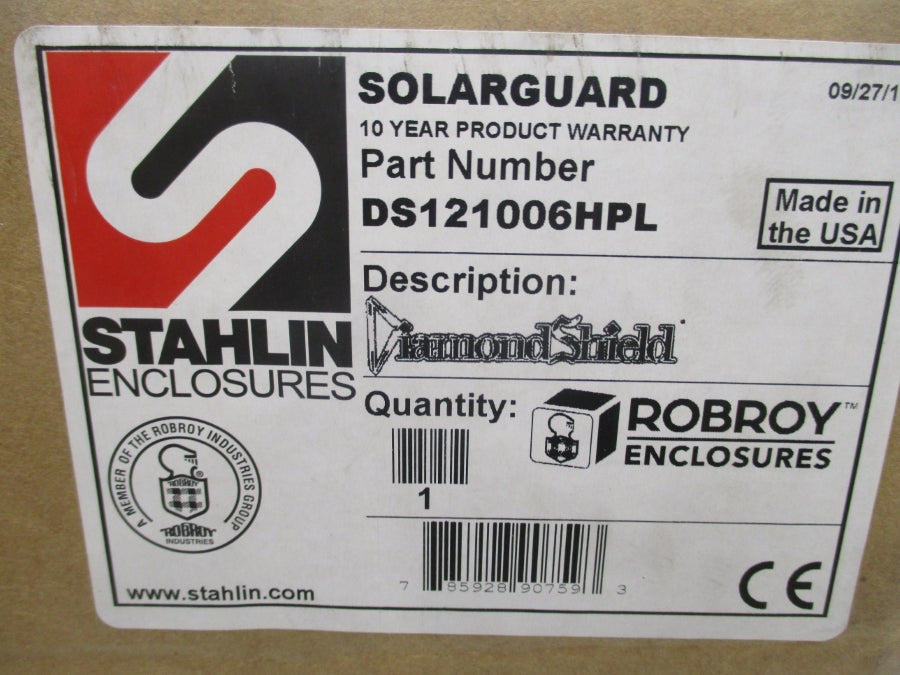 SOLARGUARD
09/27/1
10 YEAR PRODUCT WARRANTY
Part Number
DS121006HPL
Made in
the USA
Description:
DiamondShield
STAHLIN
ENCLOSURES
Quantity:
1
ROBROY™
ENCLOSURES
A MEMBER OF THE ROBROY INDUSTRIES GROUP
ROBROY
®
ROBROY
INDUSTRIES
www.stahlin.com
7 85928 90759 3
CE